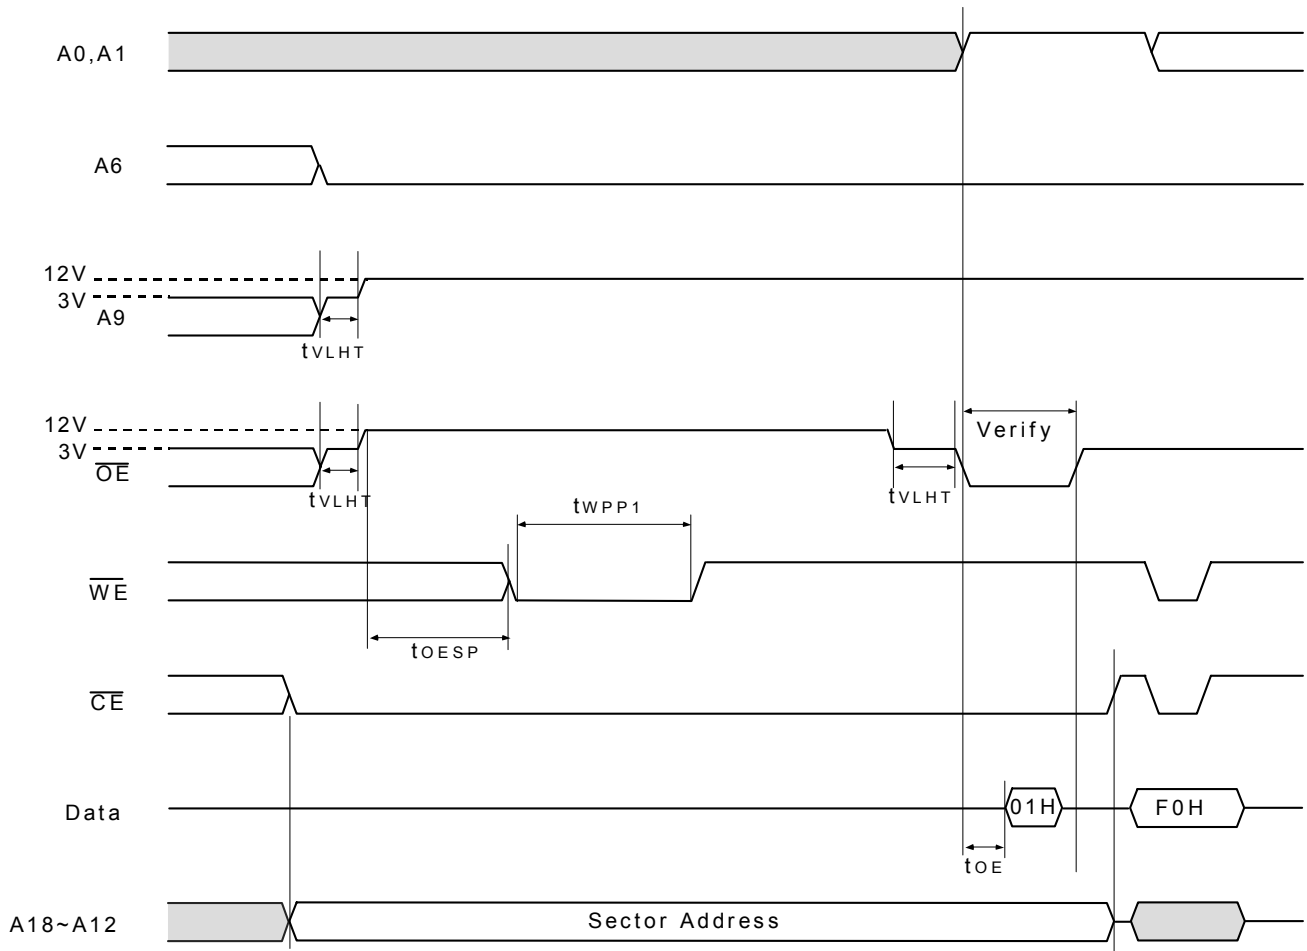 A0,A1
A6
12V
3V
A9
tVLHT
12V
3V
OE
Verify
tVLHT
tVLHT
tWPP1
WE
tOESP
CE
Data
01H
F0H
tOE
A18~A12
Sector Address